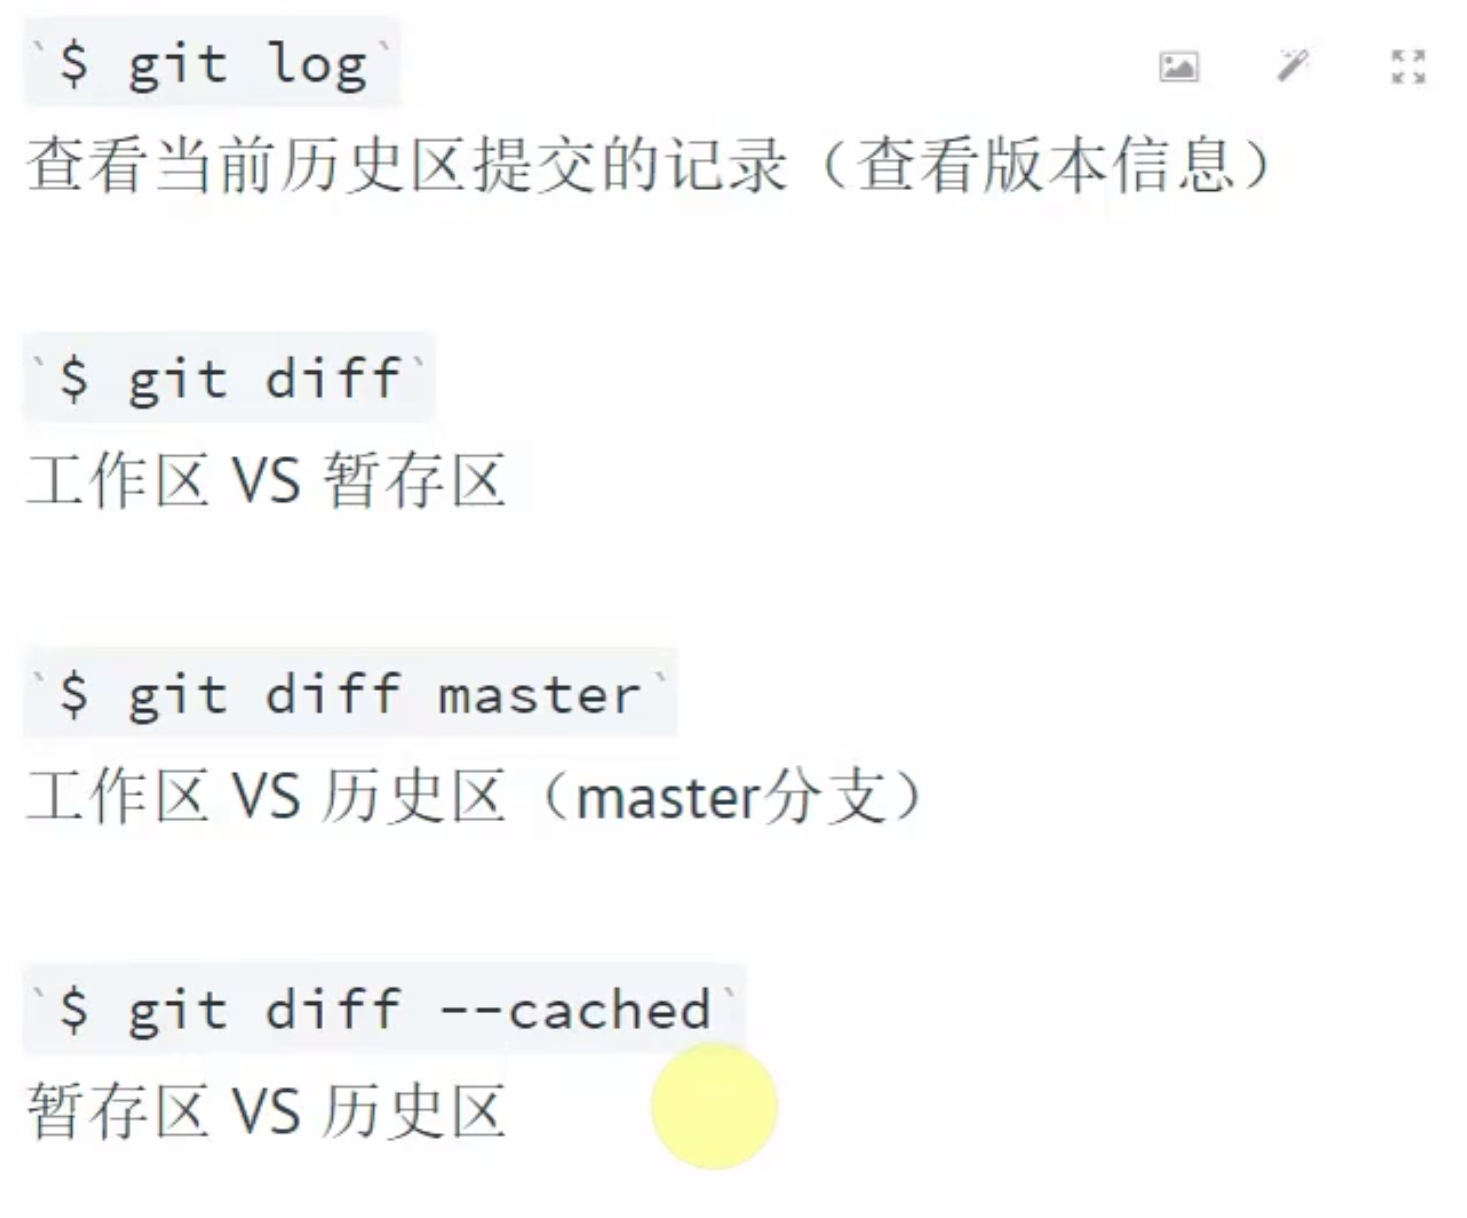 `$ git log`
查看当前历史区提交的记录（查看版本信息）
`$ git diff`
工作区 VS 暂存区
`$ git diff master`
工作区 VS 历史区（master分支）
`$ git diff --cached`
暂存区 VS 历史区